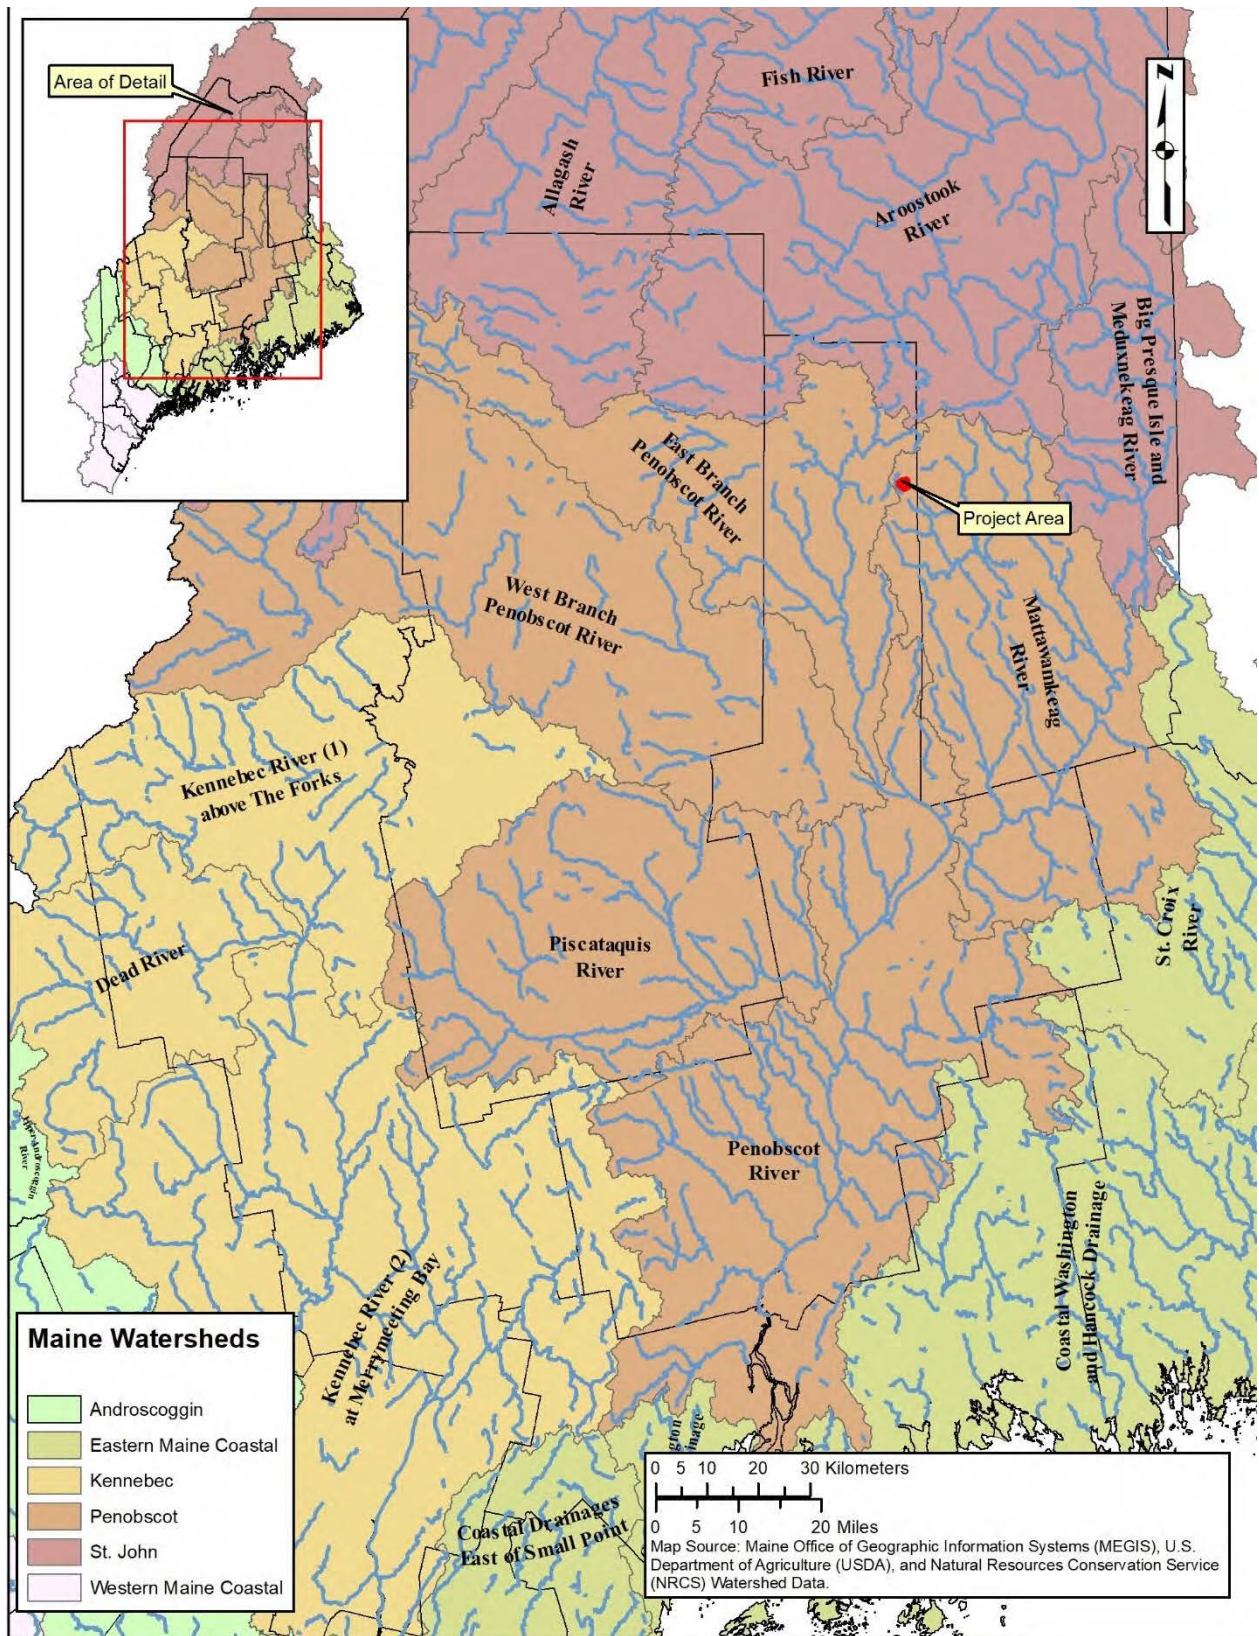 Area of Detail
Fish River
N
Allagash
River
Aroostook
River
Big Presque Isle and
Meduxnekeag River
East Branch
Penobscot River
Project Area
West Branch
Penobscot River
Mattawamkeag
River
Kennebec River (1)
above The Forks
St. Croix
River
Piscataquis
River
Dead River
Androscoggin
River
Penobscot
River
Coastal Washington
and Hancock Drainage
Kennebec River (2)
at Merrymeeting Bay
Maine Watersheds
Androscoggin
Eastern Maine Coastal
Kennebec
Penobscot
St. John
Western Maine Coastal
gton
inage
Coastal Drainages
East of Small Point
0 5 10 20 30 Kilometers
0 5 10 20 Miles
Map Source: Maine Office of Geographic Information Systems (MEGIS), U.S.
Department of Agriculture (USDA), and Natural Resources Conservation Service
(NRCS) Watershed Data.